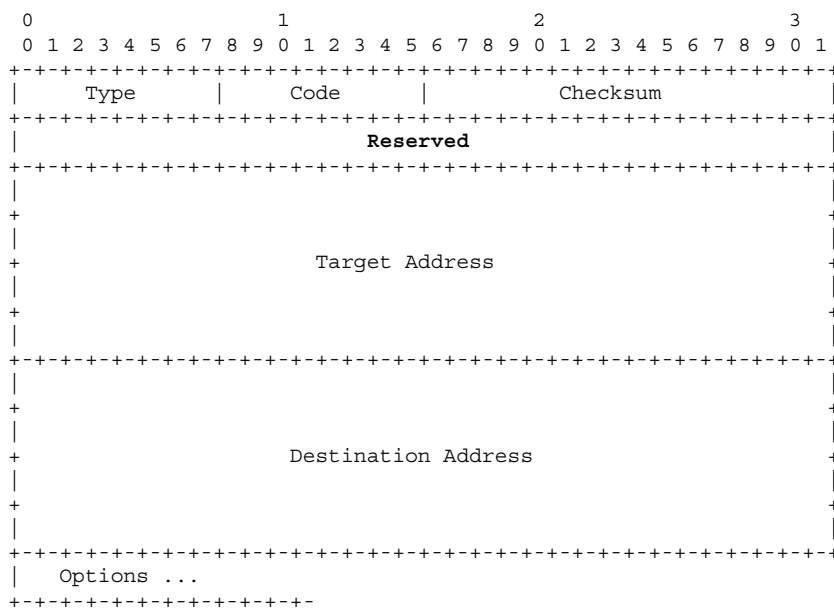 0                   1                   2                   3
0 1 2 3 4 5 6 7 8 9 0 1 2 3 4 5 6 7 8 9 0 1 2 3 4 5 6 7 8 9 0 1
+-+-+-+-+-+-+-+-+-+-+-+-+-+-+-+-+-+-+-+-+-+-+-+-+-+-+-+-+-+-+-+-+
| Type | Code | Checksum |
+-+-+-+-+-+-+-+-+-+-+-+-+-+-+-+-+-+-+-+-+-+-+-+-+-+-+-+-+-+-+-+-+
| Reserved |
+-+-+-+-+-+-+-+-+-+-+-+-+-+-+-+-+-+-+-+-+-+-+-+-+-+-+-+-+-+-+-+-+
| |
+ +
| |
+ Target Address +
| |
+ +
| |
+-+-+-+-+-+-+-+-+-+-+-+-+-+-+-+-+-+-+-+-+-+-+-+-+-+-+-+-+-+-+-+-+
| |
+ +
| |
+ Destination Address +
| |
+ +
| |
+-+-+-+-+-+-+-+-+-+-+-+-+-+-+-+-+-+-+-+-+-+-+-+-+-+-+-+-+-+-+-+-+
| Options ...
+-+-+-+-+-+-+-+-+-+-+-+-